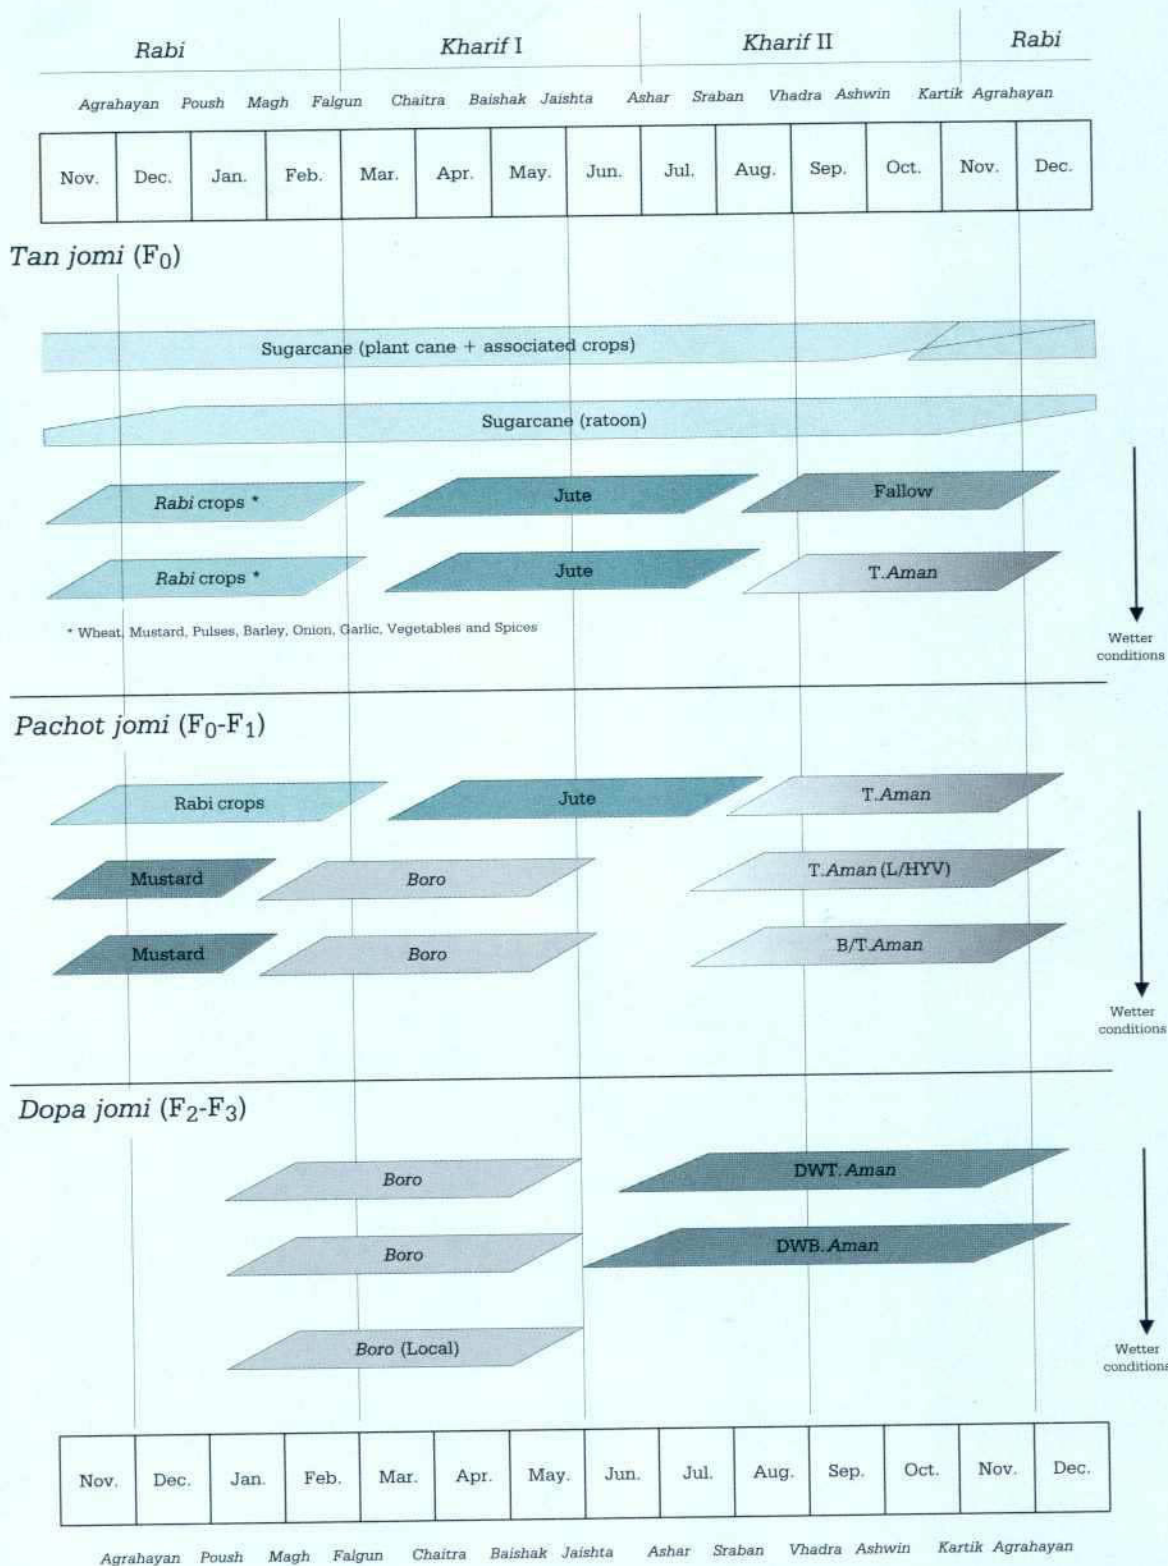 Rabi Kharif I Kharif II Rabi
Agrahayan Poush Magh Falgun Chaitra Baishak Jaishta Ashar Sraban Vhadra Ashwin Kartik Agrahayan
Nov. Dec. Jan. Feb. Mar. Apr. May. Jun. Jul. Aug. Sep. Oct. Nov. Dec.
Tan jomi (F0)
Sugarcane (plant cane + associated crops)
Sugarcane (ratoon)
Rabi crops * Jute Fallow
Rabi crops * Jute T.Aman
* Wheat, Mustard, Pulses, Barley, Onion, Garlic, Vegetables and Spices
Wetter
conditions
Pachot jomi (F0-F1)
Rabi crops Jute T.Aman
Mustard Boro T.Aman (L/HYV)
Mustard Boro B/T.Aman
Wetter
conditions
Dopa jomi (F2-F3)
Boro DWT.Aman
Boro DWB.Aman
Boro (Local)
Wetter
conditions
Nov. Dec. Jan. Feb. Mar. Apr. May. Jun. Jul. Aug. Sep. Oct. Nov. Dec.
Agrahayan Poush Magh Falgun Chaitra Baishak Jaishta Ashar Sraban Vhadra Ashwin Kartik Agrahayan